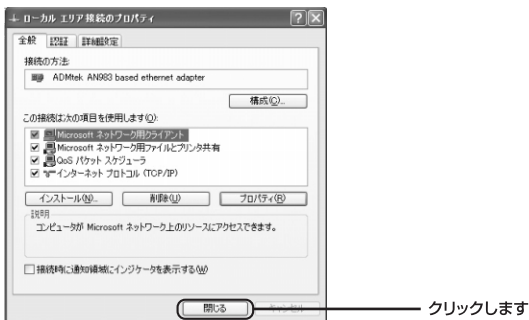 ローカル エリア接続のプロパティ
全般 認証 詳細設定
接続の方法:
ADMtek AN983 based ethernet adapter
構成(C)...
この接続は次の項目を使用します(O):
Microsoft ネットワーク用クライアント
Microsoft ネットワーク用ファイルとプリンタ共有
QoS パケット スケジューラ
インターネット プロトコル (TCP/IP)
インストール(N)... 削除(U) プロパティ(R)
説明
コンピュータが Microsoft ネットワーク上のリソースにアクセスできます。
接続時に通知領域にインジケータを表示する(W)
閉じる キャンセル
クリックします